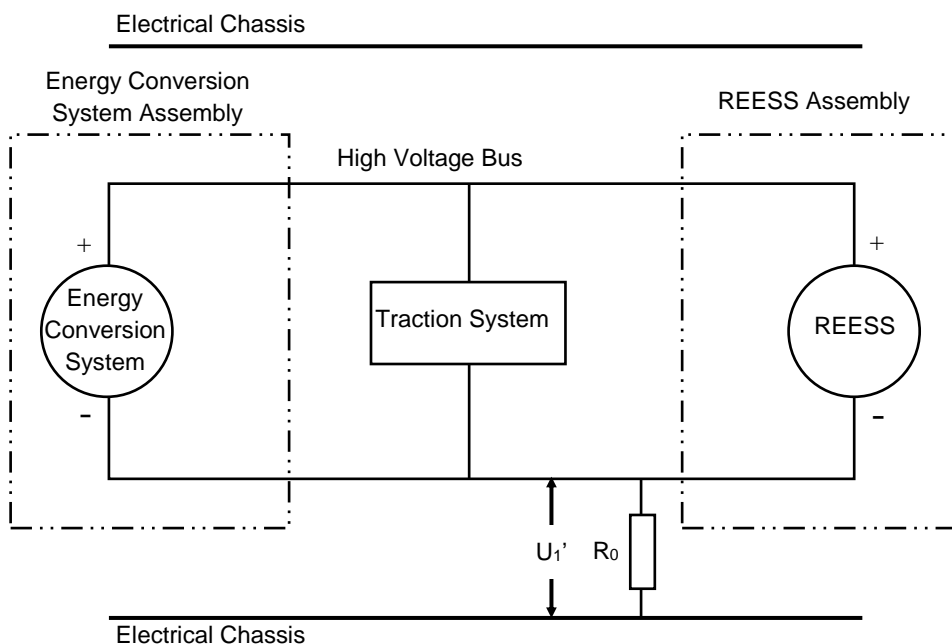 Electrical Chassis
Energy Conversion
System Assembly
REESS Assembly
High Voltage Bus
+
+
Energy
Conversion
System
Traction System
REESS
-
-
U₁’
R₀
Electrical Chassis